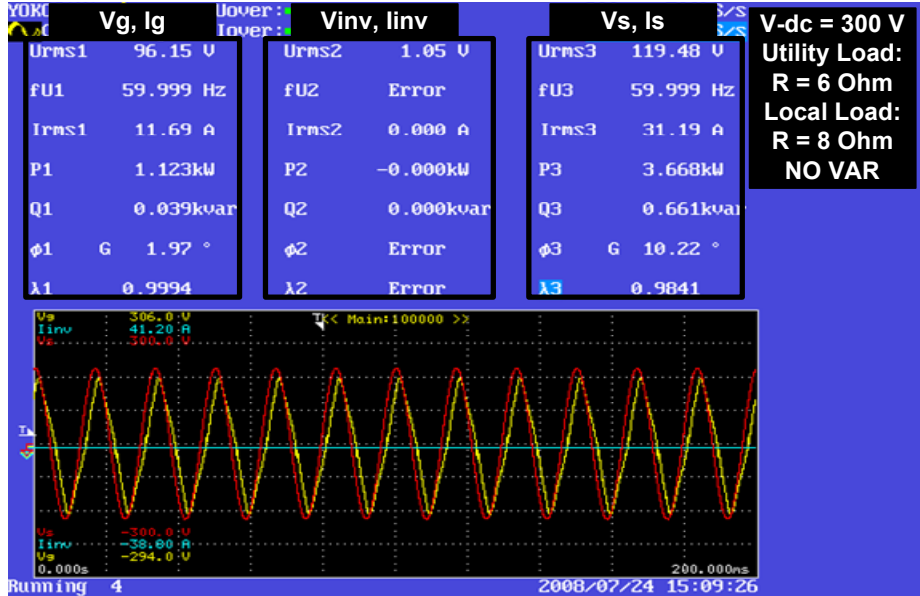 YOKO
Uover:
Iover:
S/s
S/s
Vg, Ig
Vinv, Iinv
Vs, Is
V-dc = 300 V
Utility Load:
R = 6 Ohm
Local Load:
R = 8 Ohm
NO VAR
Urms1 96.15 V Urms2 1.05 V Urms3 119.48 V
fU1 59.999 Hz fU2 Error fU3 59.999 Hz
Irms1 11.69 A Irms2 0.000 A Irms3 31.19 A
P1 1.123kW P2 -0.000kW P3 3.668kW
Q1 0.039kvar Q2 0.000kvar Q3 0.661kvar
φ1 G 1.97 ° φ2 Error φ3 G 10.22 °
λ1 0.9994 λ2 Error λ3 0.9841
Vg 306.0 V << Main:100000 >>
Iinv 41.20 A
Vs 300.0 V
Vs -300.0 V
Iinv -38.80 A
Vg -294.0 V
0.000s 200.000ms
Running 4 2008/07/24 15:09:26